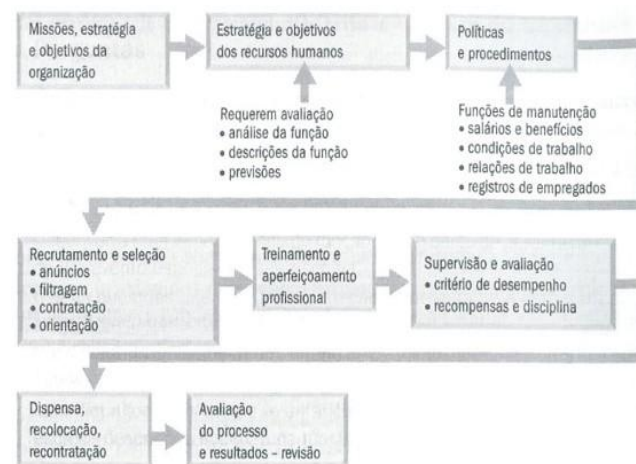 Missões, estratégia
e objetivos da
organização
Estratégia e objetivos
dos recursos humanos
Políticas
e procedimentos
Requerem avaliação
• análise da função
• descrições da função
• previsões
Funções de manutenção
• salários e benefícios
• condições de trabalho
• relações de trabalho
• registros de empregados
Recrutamento e seleção
• anúncios
• filtragem
• contratação
• orientação
Treinamento e
aperfeiçoamento
profissional
Supervisão e avaliação
• critério de desempenho
• recompensas e disciplina
Dispensa,
recolocação,
recontratação
Avaliação
do processo
e resultados – revisão